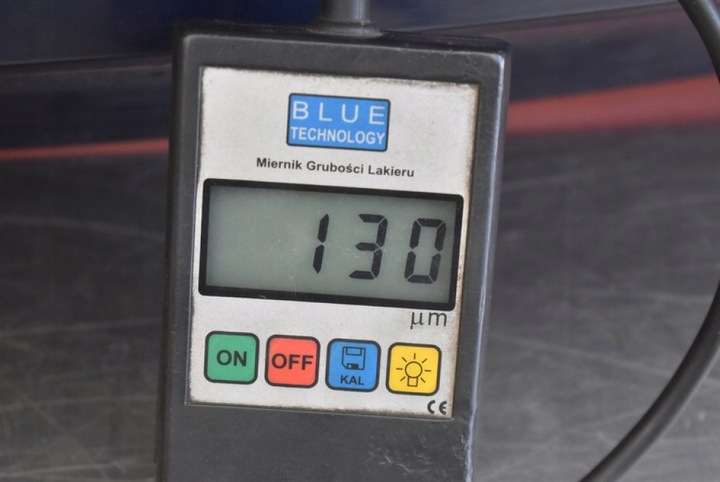 BLUE
TECHNOLOGY
Miernik Grubości Lakieru
130
μm
ON OFF KAL
CE